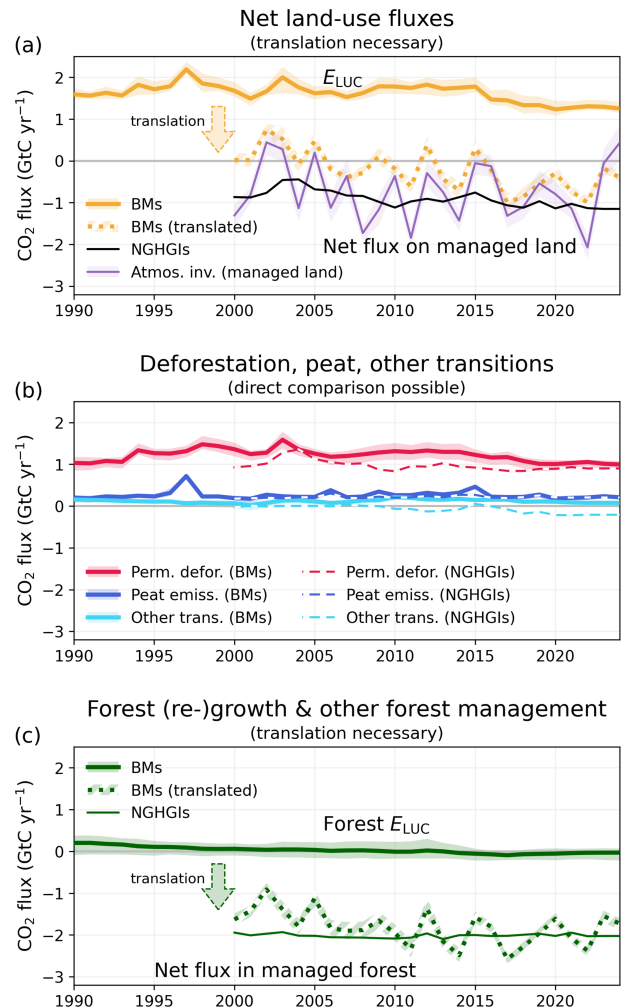 Net land-use fluxes
(a)
(translation necessary)
E_LUC
translation
BMs
BMs (translated)
NGHGIs
Atmos. inv. (managed land)
Net flux on managed land
CO₂ flux (GtC yr⁻¹)
2
1
0
−1
−2
−3
1990 1995 2000 2005 2010 2015 2020
Deforestation, peat, other transitions
(b)
(direct comparison possible)
CO₂ flux (GtC yr⁻¹)
2
1
0
−1
−2
−3
Perm. defor. (BMs) Perm. defor. (NGHGIs)
Peat emiss. (BMs) Peat emiss. (NGHGIs)
Other trans. (BMs) Other trans. (NGHGIs)
1990 1995 2000 2005 2010 2015 2020
Forest (re-)growth & other forest management
(c)
(translation necessary)
BMs
BMs (translated)
NGHGIs
Forest E_LUC
translation
Net flux in managed forest
CO₂ flux (GtC yr⁻¹)
2
1
0
−1
−2
−3
1990 1995 2000 2005 2010 2015 2020